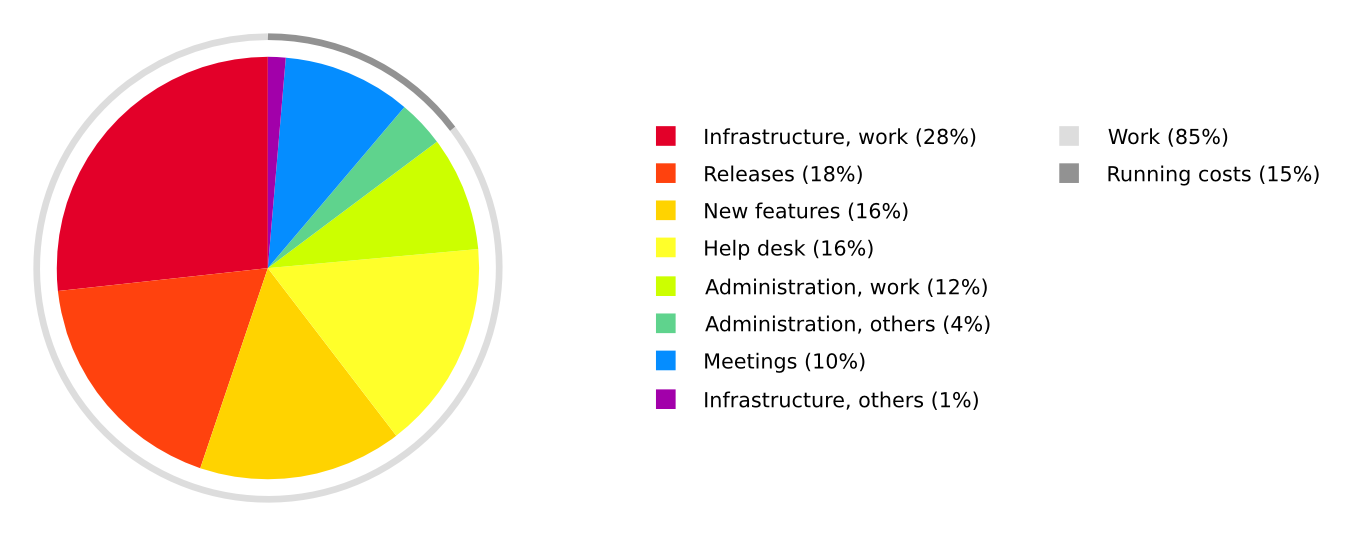 Infrastructure, work (28%)
Releases (18%)
New features (16%)
Help desk (16%)
Administration, work (12%)
Administration, others (4%)
Meetings (10%)
Infrastructure, others (1%)
Work (85%)
Running costs (15%)